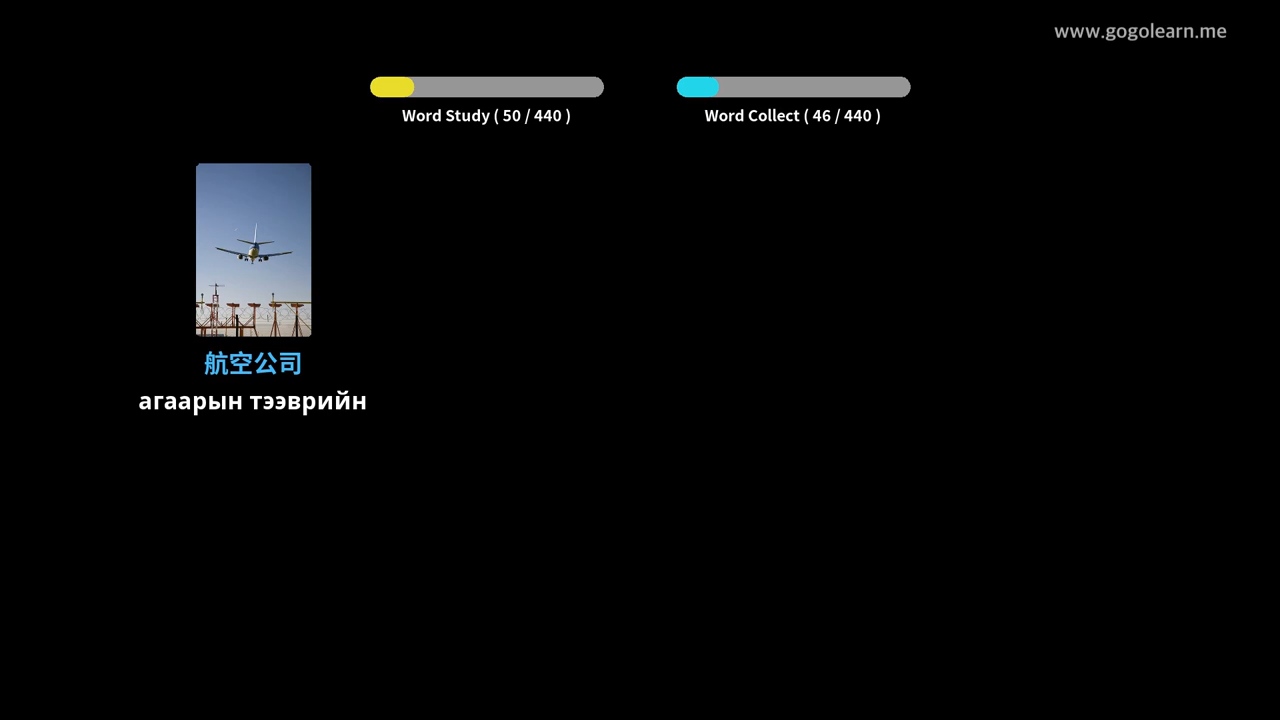 www.gogolearn.me
Word Study ( 50 / 440 )
Word Collect ( 46 / 440 )
航空公司
агаарын тээврийн